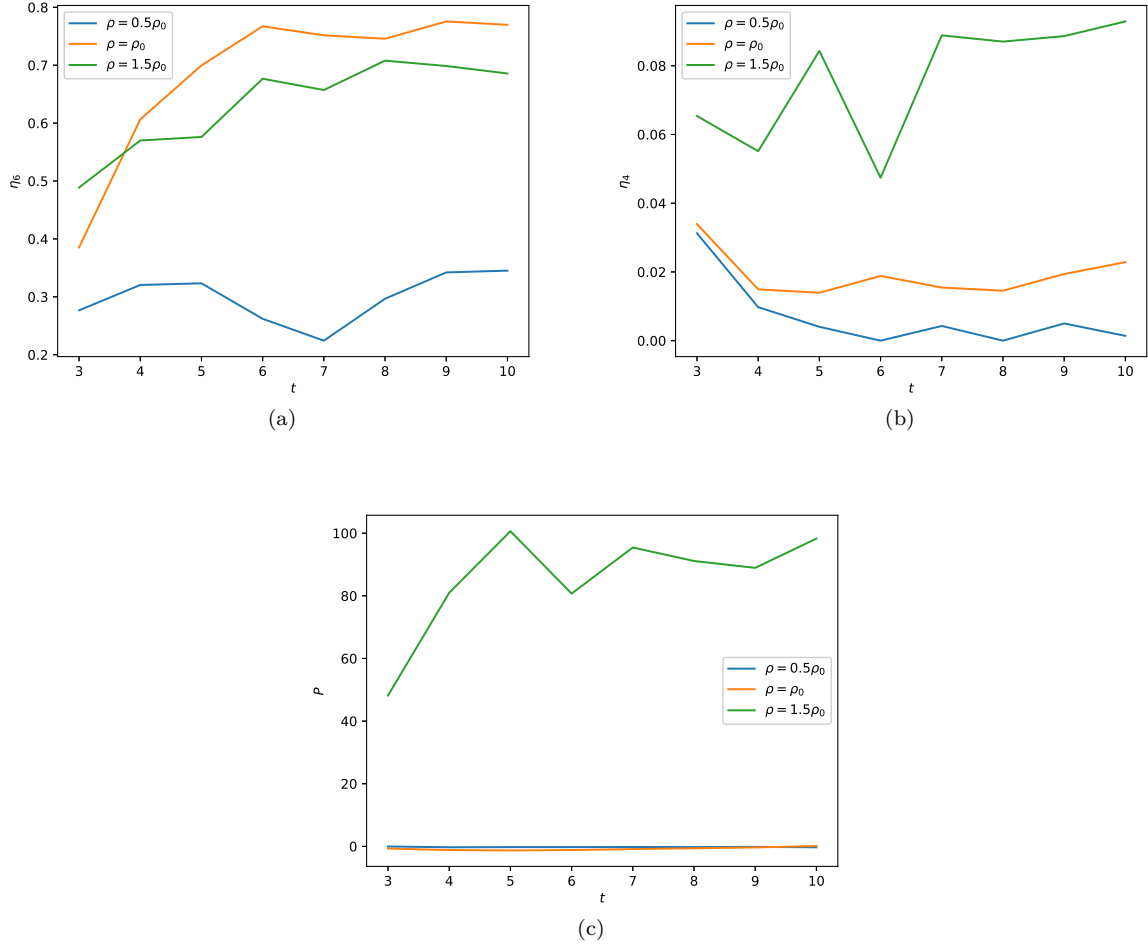 0.8
0.7
0.6
0.5
0.4
0.3
0.2
η₆
ρ = 0.5ρ₀
ρ = ρ₀
ρ = 1.5ρ₀
3 4 5 6 7 8 9 10
t
(a)
0.08
0.06
0.04
0.02
0.00
η₄
ρ = 0.5ρ₀
ρ = ρ₀
ρ = 1.5ρ₀
3 4 5 6 7 8 9 10
t
(b)
100
80
60
40
20
0
P
ρ = 0.5ρ₀
ρ = ρ₀
ρ = 1.5ρ₀
3 4 5 6 7 8 9 10
t
(c)